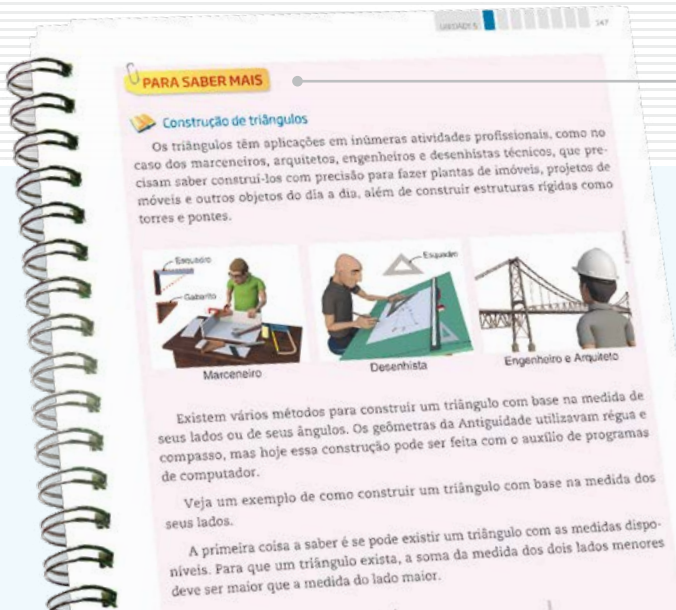 UNIDADE 5
147
PARA SABER MAIS
Construção de triângulos
Os triângulos têm aplicações em inúmeras atividades profissionais, como no
caso dos marceneiros, arquitetos, engenheiros e desenhistas técnicos, que pre-
cisam saber construí-los com precisão para fazer plantas de imóveis, projetos de
móveis e outros objetos do dia a dia, além de construir estruturas rígidas como
torres e pontes.
Esquadro
Gabarito
Marceneiro
Esquadro
Desenhista
Engenheiro e Arquiteto
Existem vários métodos para construir um triângulo com base na medida de
seus lados ou de seus ângulos. Os geômetras da Antiguidade utilizavam régua e
compasso, mas hoje essa construção pode ser feita com o auxílio de programas
de computador.
Veja um exemplo de como construir um triângulo com base na medida dos
seus lados.
A primeira coisa a saber é se pode existir um triângulo com as medidas dispo-
níveis. Para que um triângulo exista, a soma da medida dos dois lados menores
deve ser maior que a medida do lado maior.